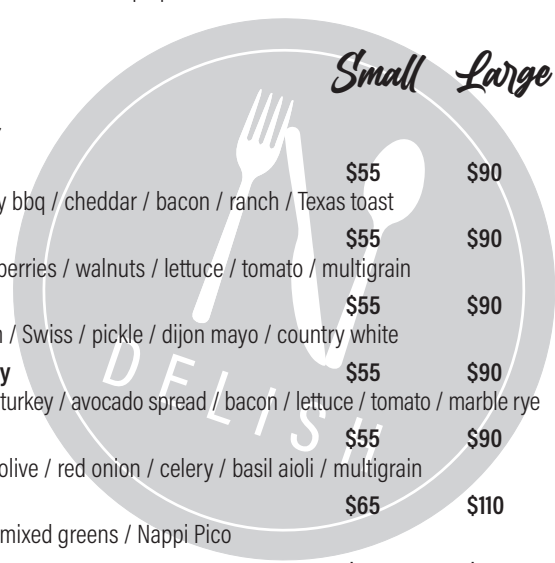 Small Large
$55 $90
bbq / cheddar / bacon / ranch / Texas toast
$55 $90
/ walnuts / lettuce / tomato / multigrain
$55 $90
/ Swiss / pickle / dijon mayo / country white
$55 $90
turkey / avocado spread / bacon / lettuce / tomato / marble rye
$55 $90
olive / red onion / celery / basil aioli / multigrain
$65 $110
mixed greens / Nappi Pico
DELISH